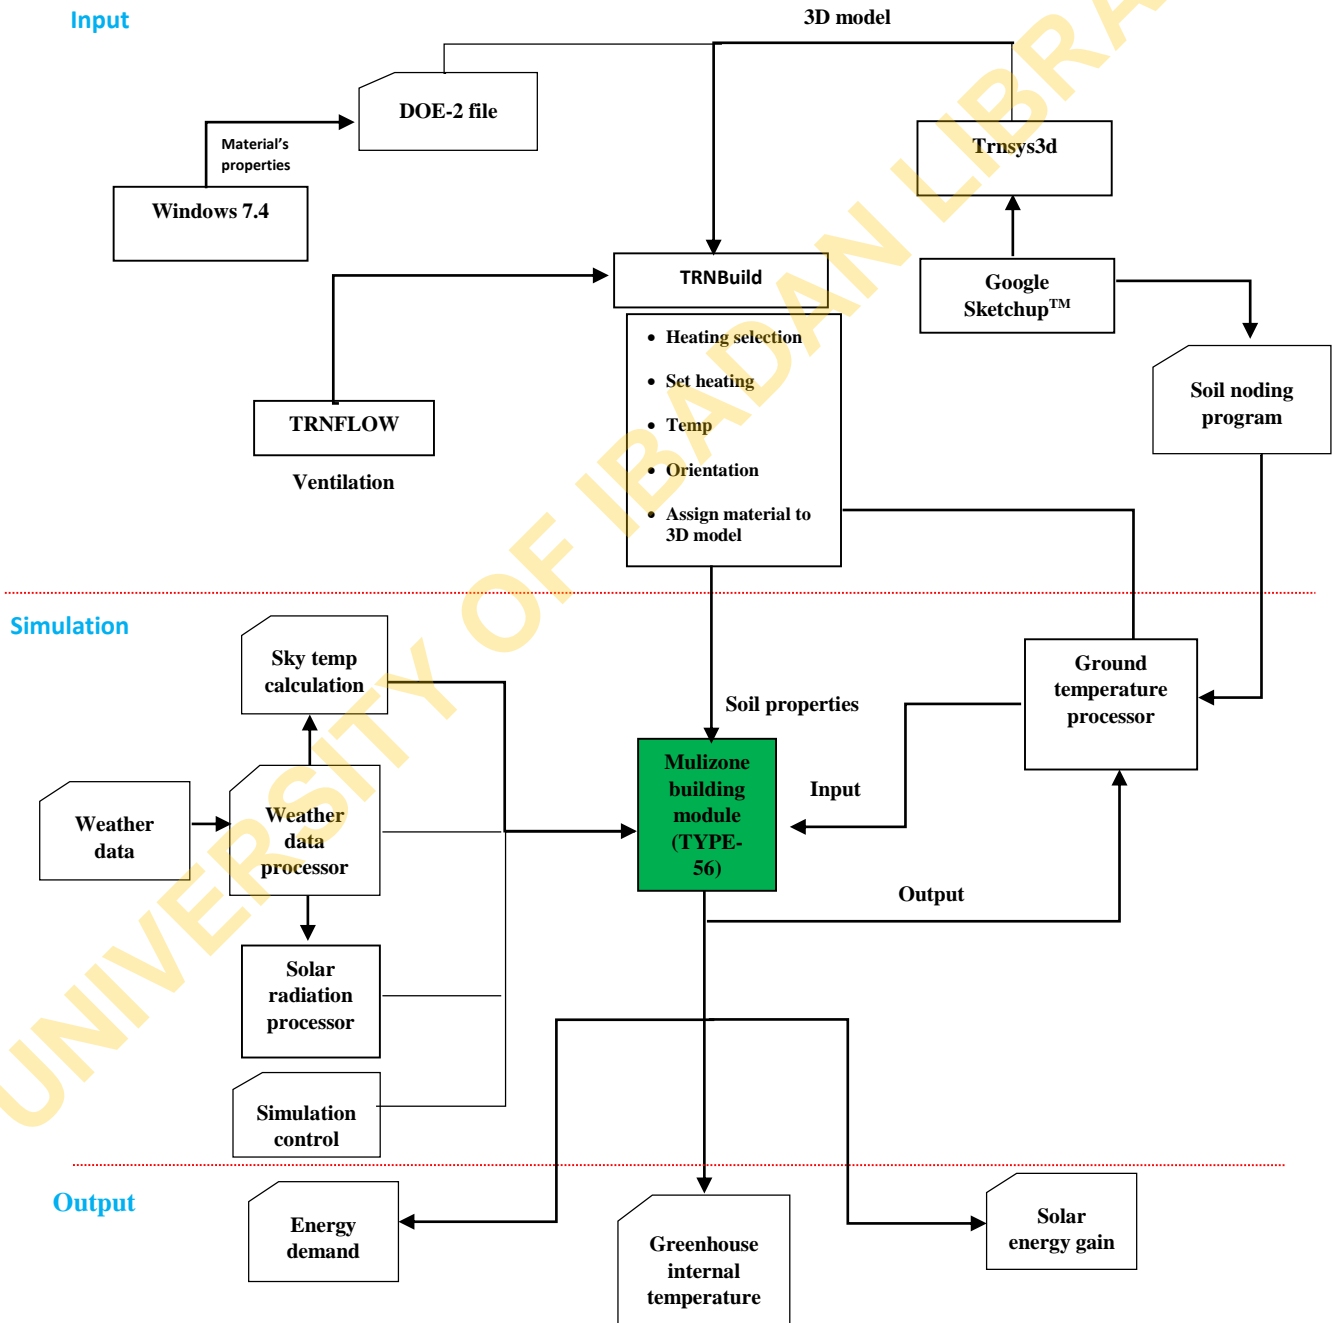 Input
3D model
DOE-2 file
Material's
properties
Windows 7.4
Trnsys3d
TRNBuild
Google
Sketchup™
• Heating selection
• Set heating
• Temp
• Orientation
• Assign material to
3D model
Soil noding
program
TRNFLOW
Ventilation
Simulation
Sky temp
calculation
Ground
temperature
processor
Soil properties
Mulizone
building
module
(TYPE-
56)
Input
Weather
data
Weather
data
processor
Output
Solar
radiation
processor
Simulation
control
Output
Energy
demand
Greenhouse
internal
temperature
Solar
energy gain
UNIVERSITY OF IBADAN LIBRA